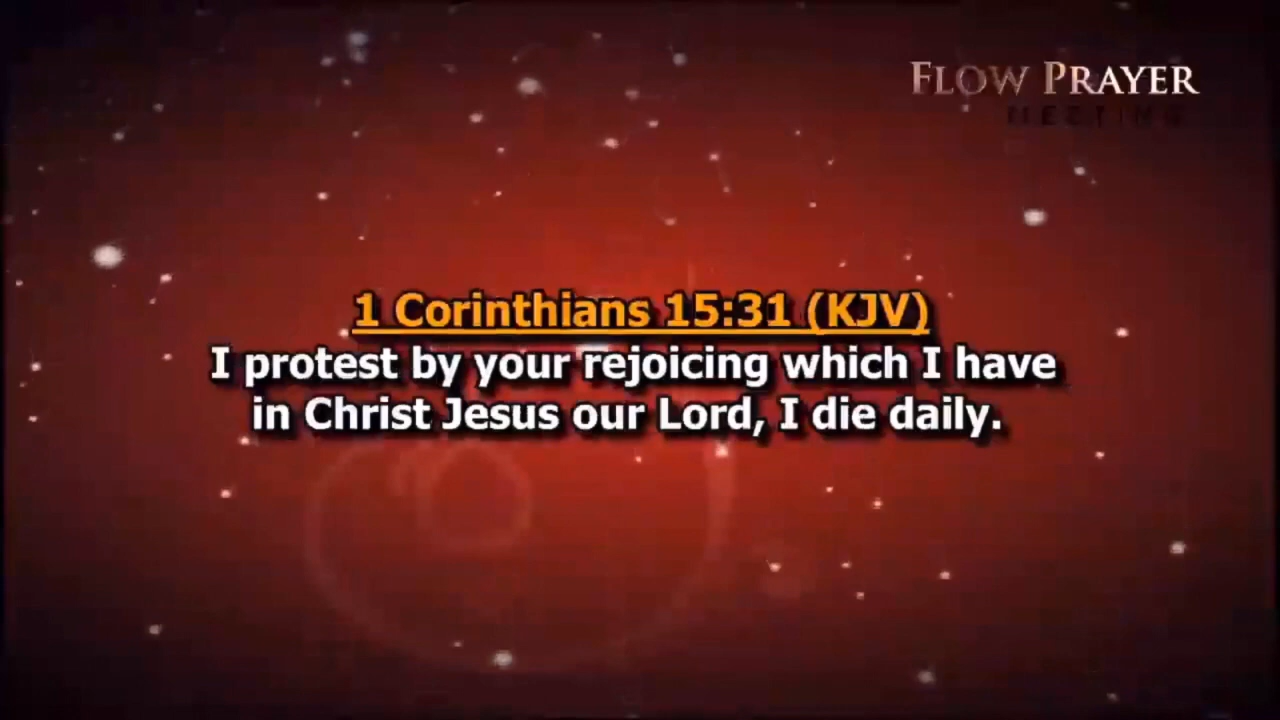 FLOW PRAYER
MEETING
1 Corinthians 15:31 (KJV)
I protest by your rejoicing which I have
in Christ Jesus our Lord, I die daily.